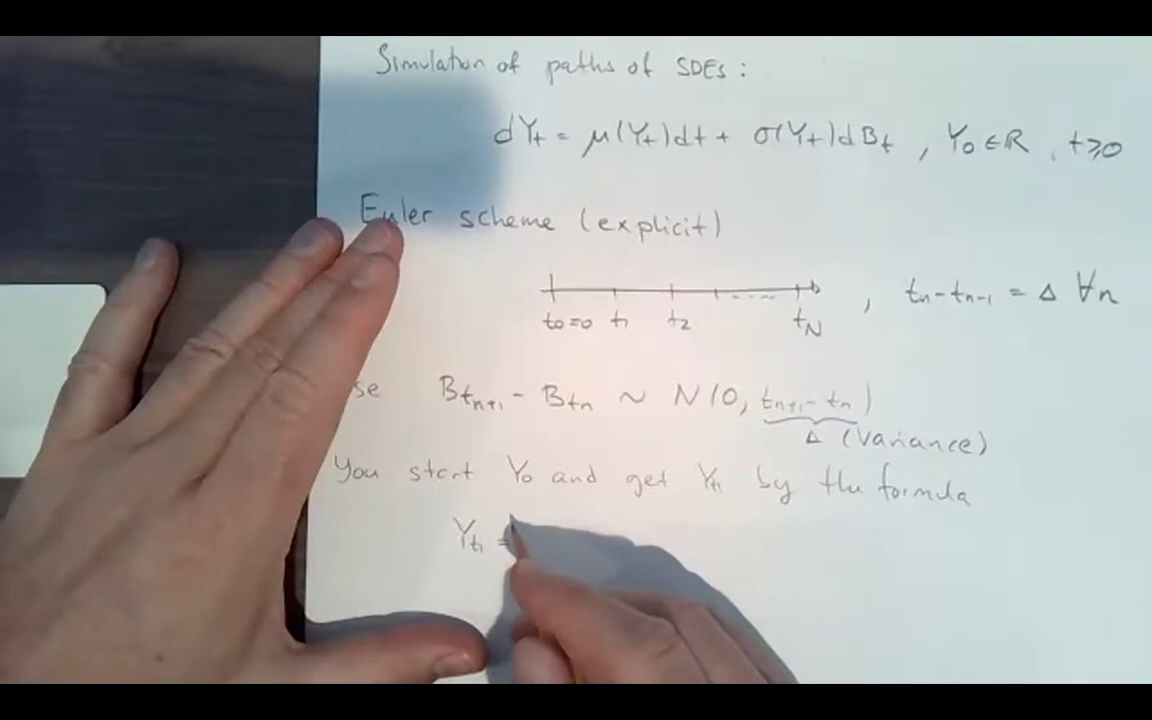 Simulation of paths of SDEs :
dYt = μ(Yt)dt + σ(Yt)dBt , Y0 ∈ R , t≥0
Euler scheme (explicit)
t0=0 t1 t2 ---- tN , tn-tn-1 = Δ ∀n
se Btn+1 - Btn ~ N(0, tn+1-tn)
Δ (variance)
You start Y0 and get Yt1 by the formula
Yt1 =